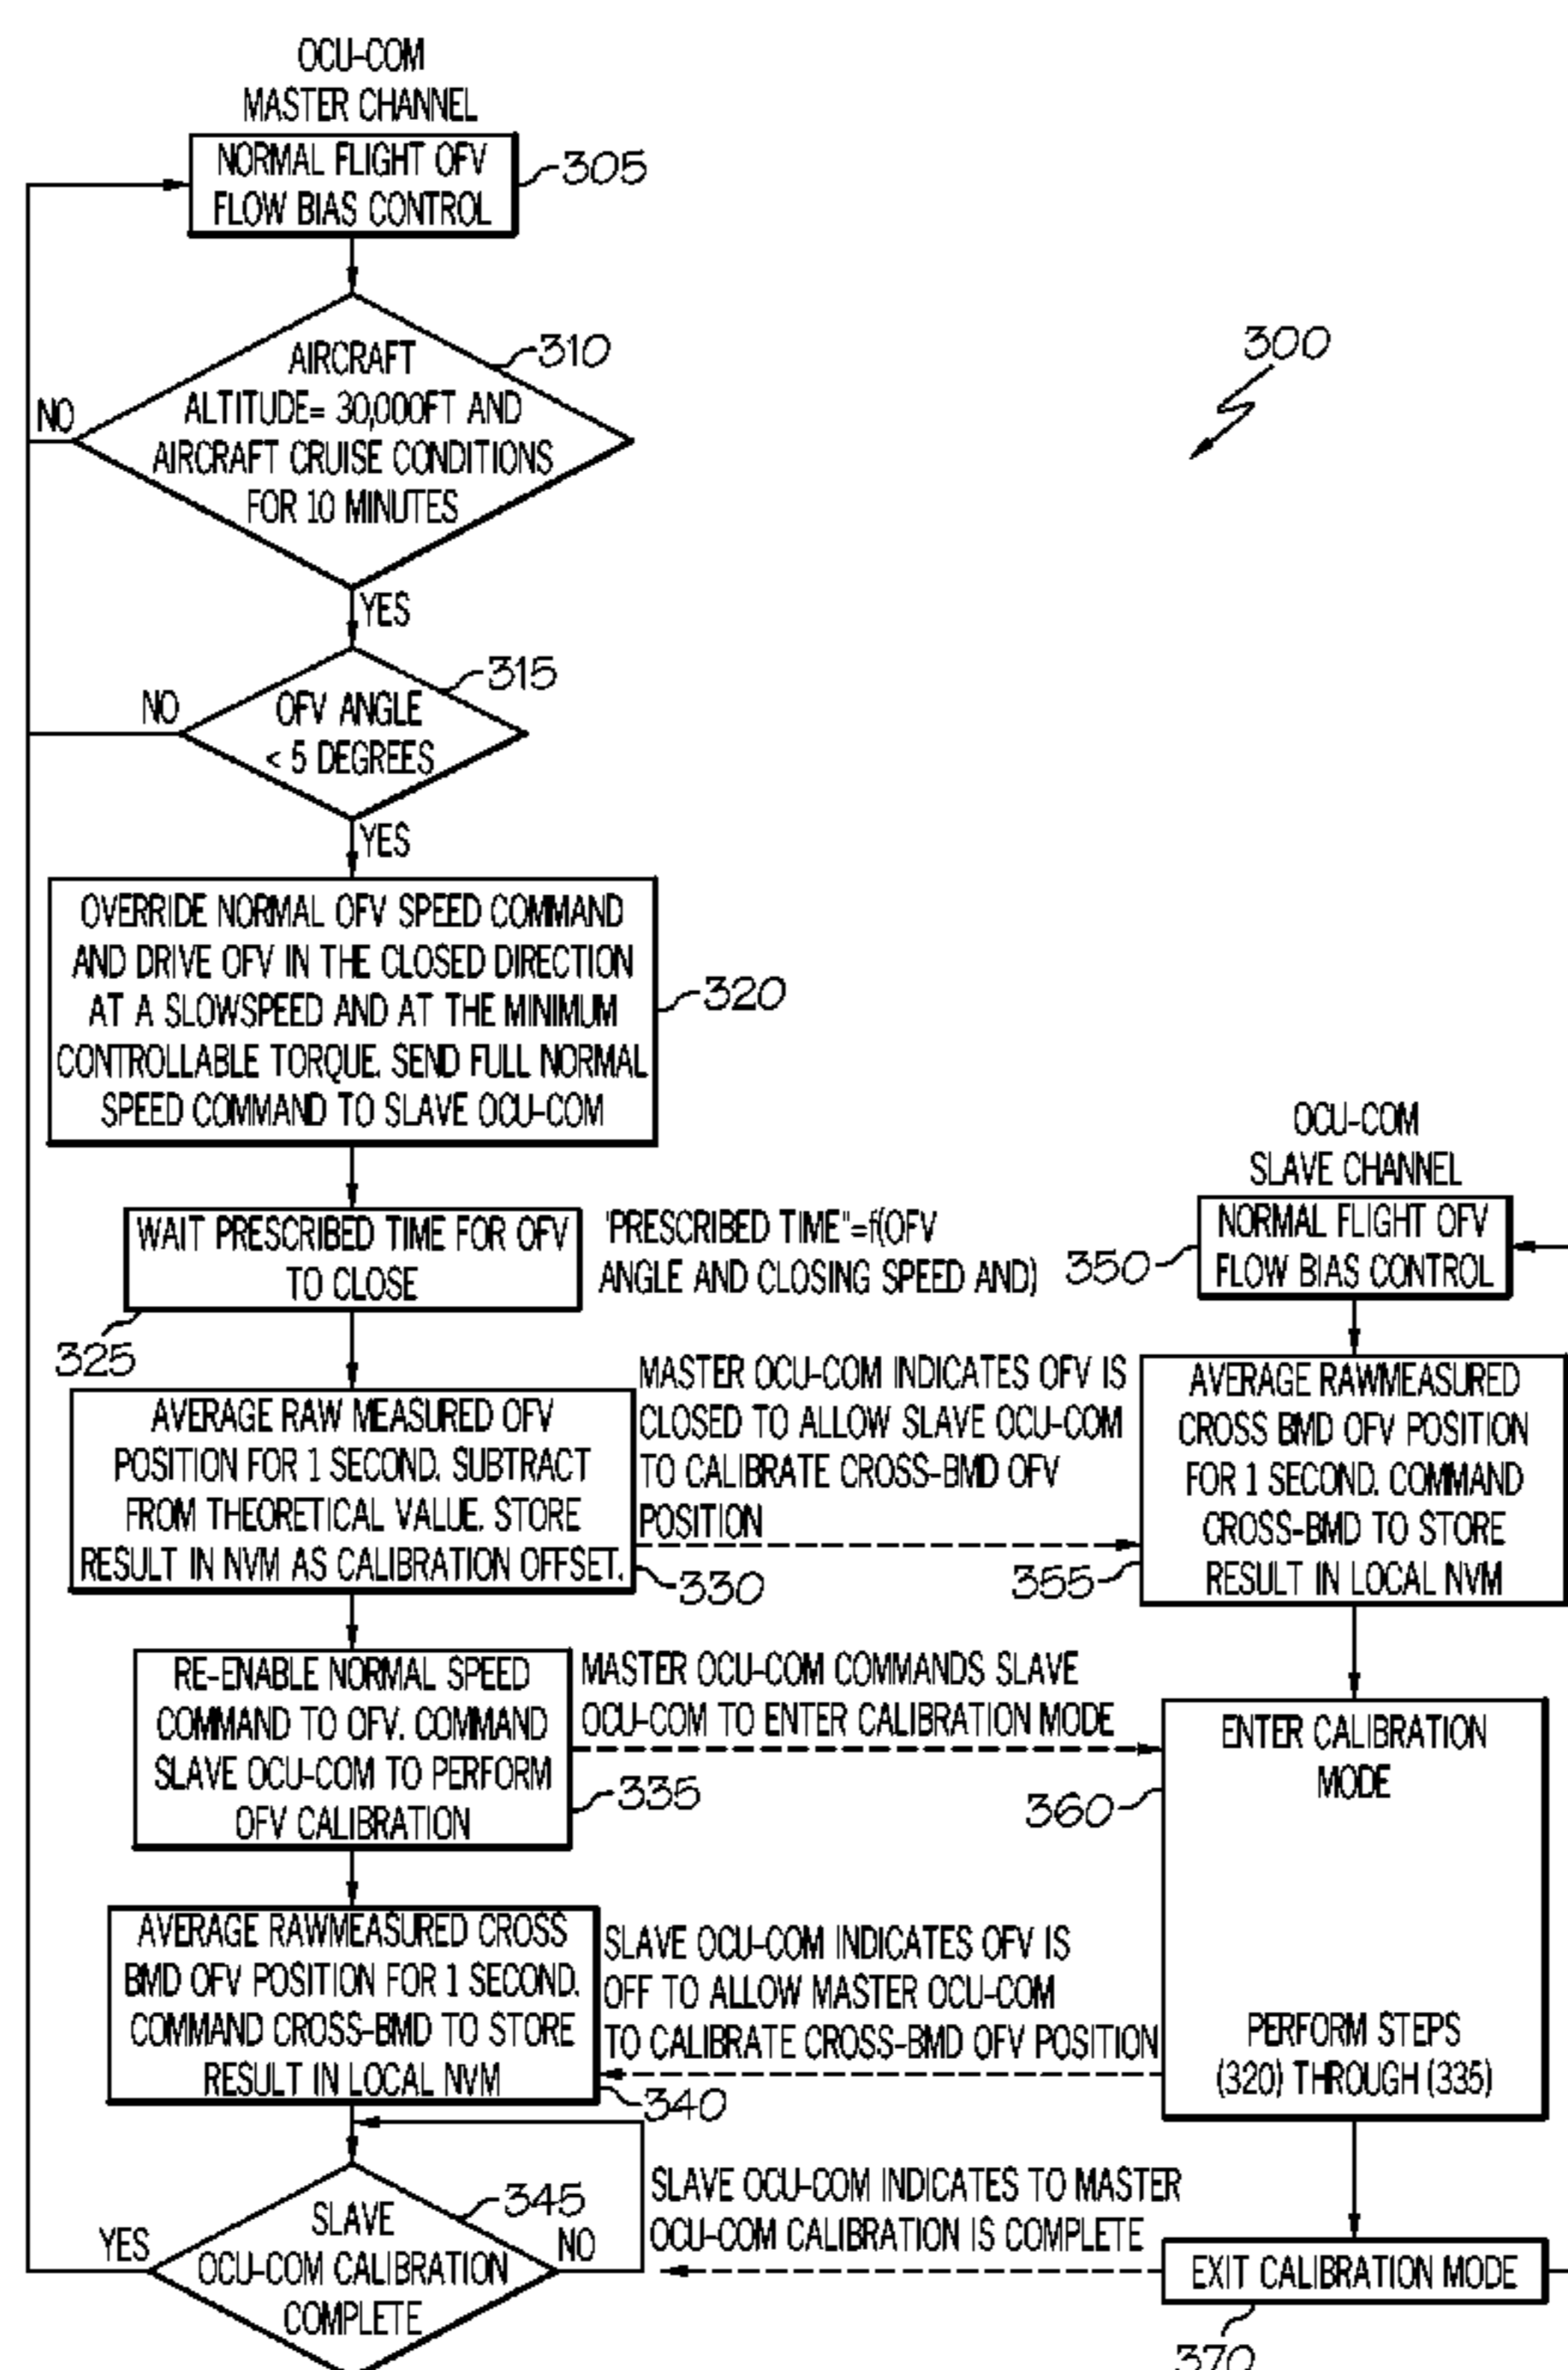 OCU-COM
MASTER CHANNEL
NORMAL FLIGHT OFV
FLOW BIAS CONTROL
305
310
AIRCRAFT
ALTITUDE= 30,000FT AND
AIRCRAFT CRUISE CONDITIONS
FOR 10 MINUTES
NO
YES
300
315
OFV ANGLE
< 5 DEGREES
NO
YES
OVERRIDE NORMAL OFV SPEED COMMAND
AND DRIVE OFV IN THE CLOSED DIRECTION
AT A SLOWSPEED AND AT THE MINIMUM
CONTROLLABLE TORQUE. SEND FULL NORMAL
SPEED COMMAND TO SLAVE OCU-COM
320
WAIT PRESCRIBED TIME FOR OFV
TO CLOSE
325
"PRESCRIBED TIME"=f(OFV
ANGLE AND CLOSING SPEED AND)
AVERAGE RAW MEASURED OFV
POSITION FOR 1 SECOND. SUBTRACT
FROM THEORETICAL VALUE. STORE
RESULT IN NVM AS CALIBRATION OFFSET.
330
MASTER OCU-COM INDICATES OFV IS
CLOSED TO ALLOW SLAVE OCU-COM
TO CALIBRATE CROSS-BMD OFV
POSITION
RE-ENABLE NORMAL SPEED
COMMAND TO OFV. COMMAND
SLAVE OCU-COM TO PERFORM
OFV CALIBRATION
335
MASTER OCU-COM COMMANDS SLAVE
OCU-COM TO ENTER CALIBRATION MODE
AVERAGE RAWMEASURED CROSS
BMD OFV POSITION FOR 1 SECOND.
COMMAND CROSS-BMD TO STORE
RESULT IN LOCAL NVM
340
SLAVE OCU-COM INDICATES OFV IS
OFF TO ALLOW MASTER OCU-COM
TO CALIBRATE CROSS-BMD OFV POSITION
345
SLAVE
OCU-COM CALIBRATION
COMPLETE
YES
NO
SLAVE OCU-COM INDICATES TO MASTER
OCU-COM CALIBRATION IS COMPLETE
OCU-COM
SLAVE CHANNEL
NORMAL FLIGHT OFV
FLOW BIAS CONTROL
350
AVERAGE RAWMEASURED
CROSS BMD OFV POSITION
FOR 1 SECOND. COMMAND
CROSS-BMD TO STORE
RESULT IN LOCAL NVM
355
ENTER CALIBRATION
MODE
360
PERFORM STEPS
(320) THROUGH (335)
EXIT CALIBRATION MODE
370